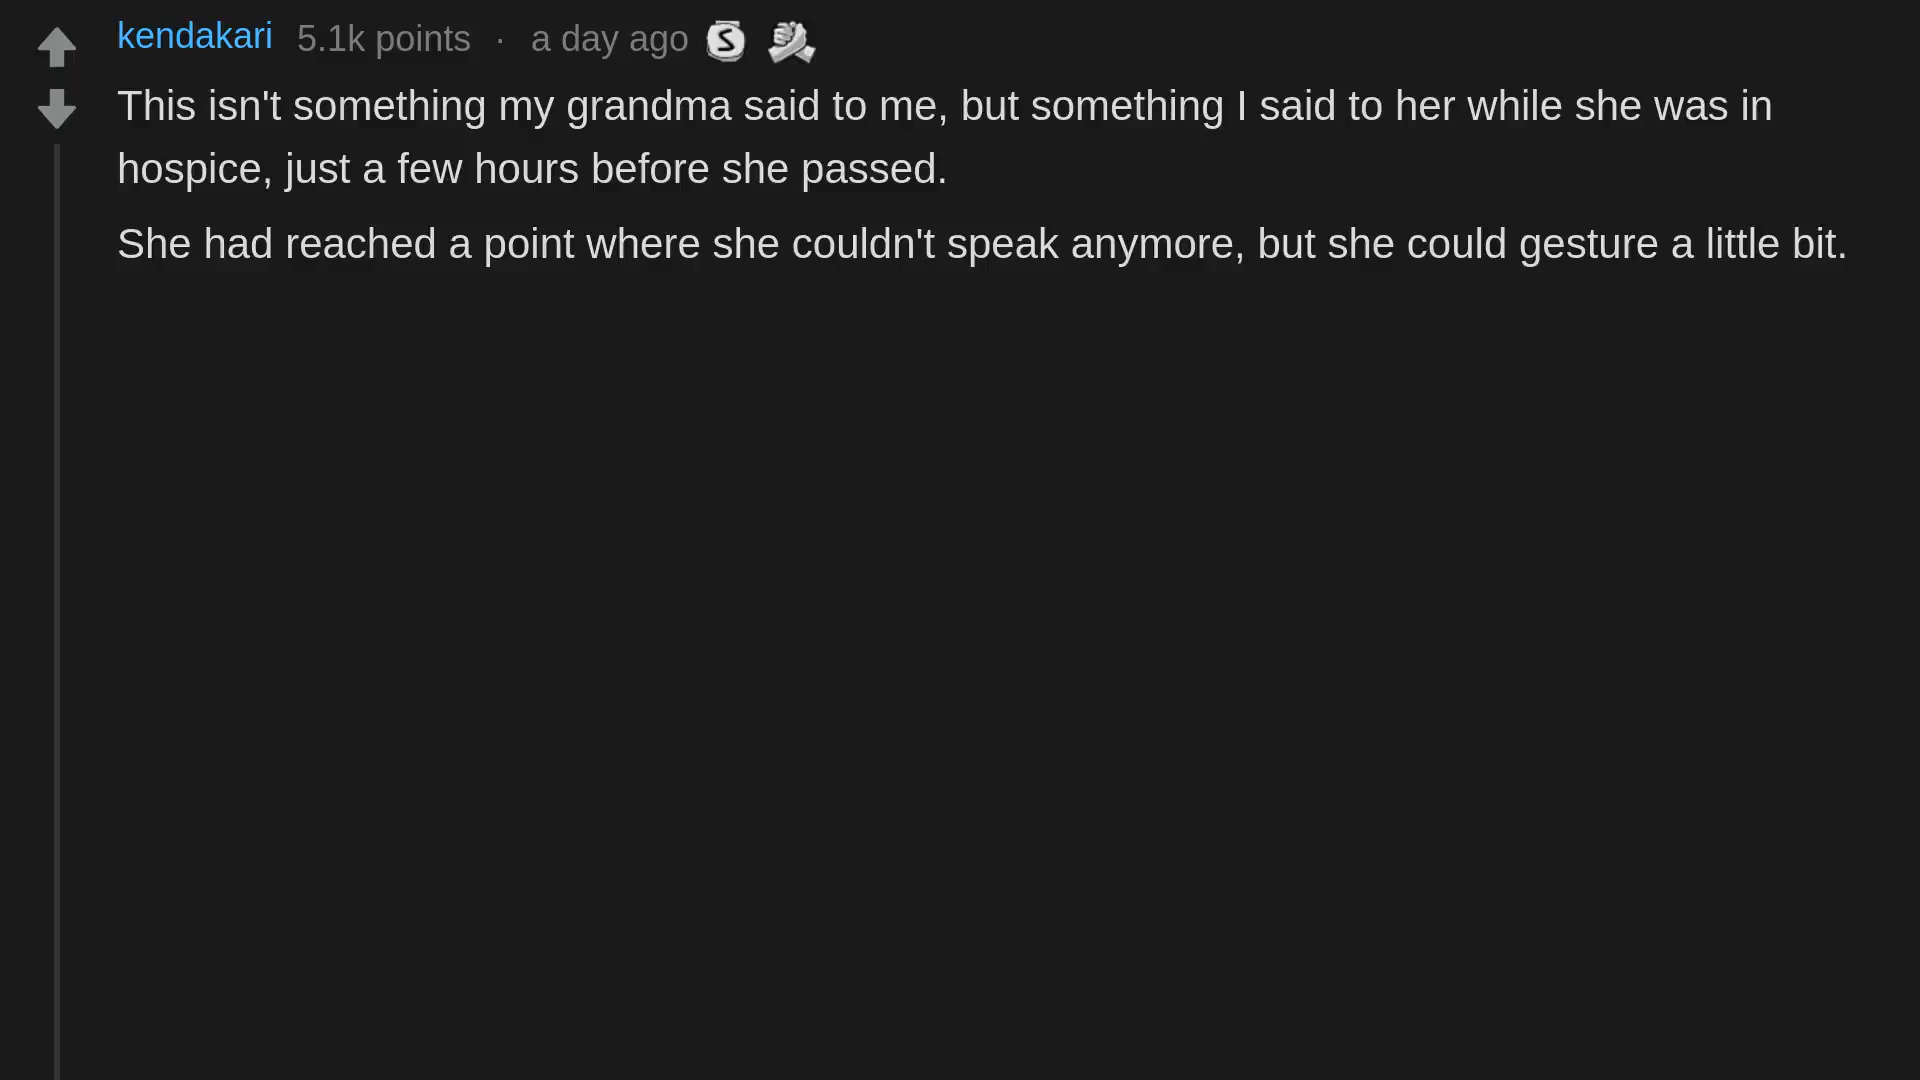 kendakari 5.1k points · a day ago
This isn't something my grandma said to me, but something I said to her while she was in
hospice, just a few hours before she passed.
She had reached a point where she couldn't speak anymore, but she could gesture a little bit.